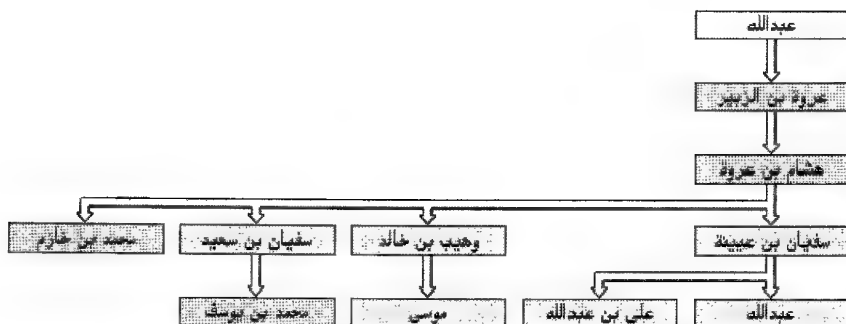 عبدالله
عروة بن الزبير
هشام بن عروة
سفيان بن عيينة وهيب بن خالد سفيان بن سعيد محمد بن خازم
عبدالله علي بن عبدالله موسى محمد بن يوسف